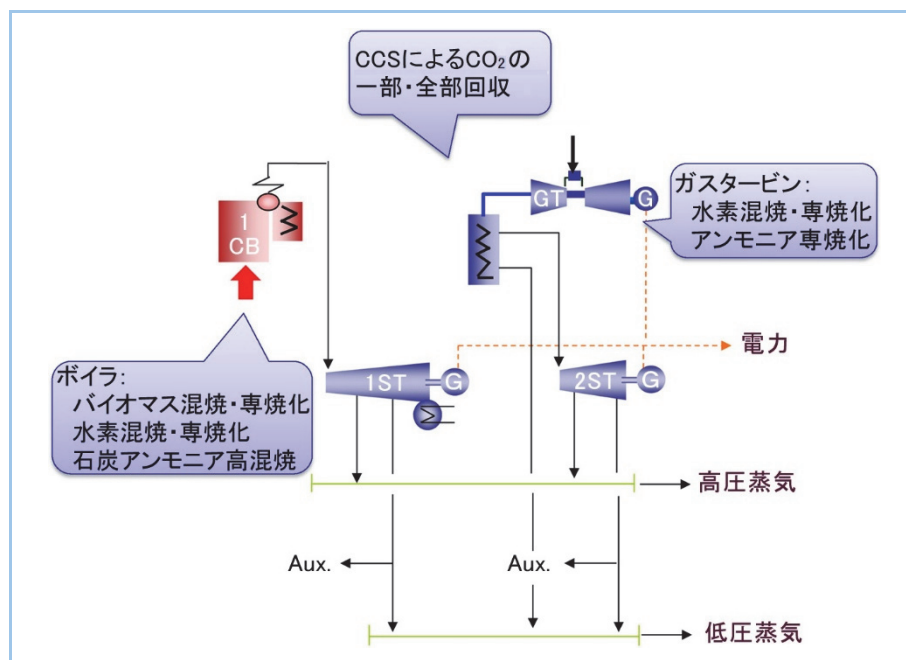 CCSによるCO₂の
一部・全部回収
GT
G
ガスタービン:
水素混焼・専焼化
アンモニア専焼化
1
CB
電力
1ST
G
2ST
G
ボイラ:
バイオマス混焼・専焼化
水素混焼・専焼化
石炭アンモニア高混焼
高圧蒸気
Aux.
Aux.
低圧蒸気